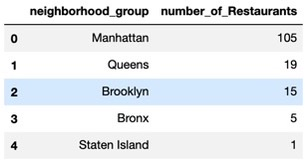 neighborhood_group number_of_Restaurants
0 Manhattan 105
1 Queens 19
2 Brooklyn 15
3 Bronx 5
4 Staten Island 1